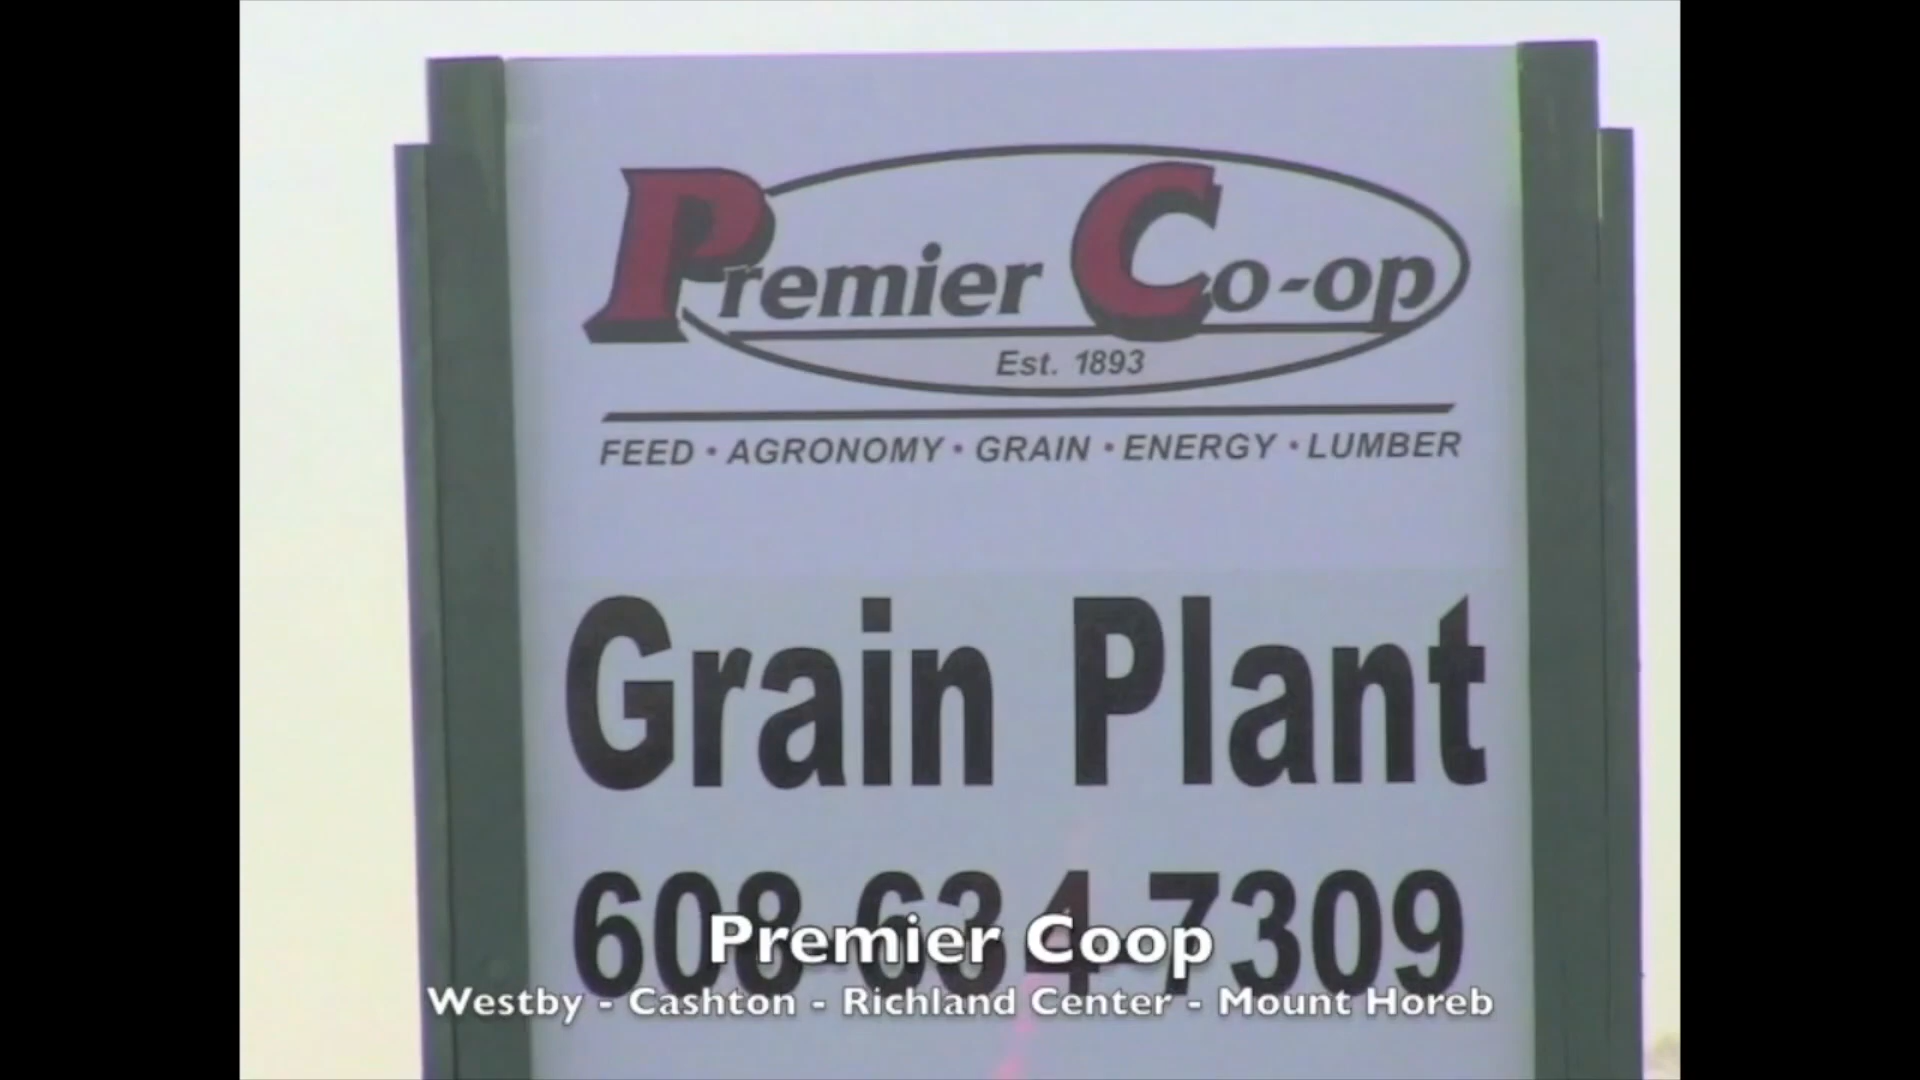 Premier Co-op
Est. 1893
FEED • AGRONOMY • GRAIN • ENERGY • LUMBER
Grain Plant
608-634-7309
Premier Coop
Westby - Cashton - Richland Center - Mount Horeb